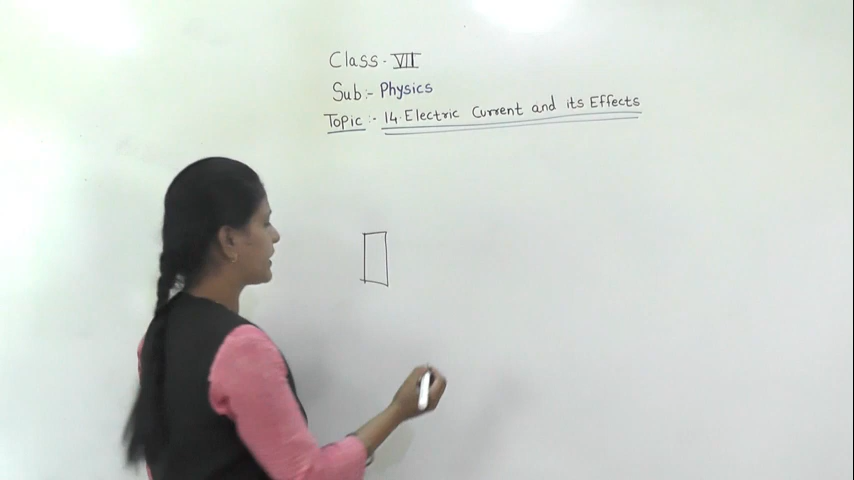 Class - VII
Sub:- Physics
Topic:- 14. Electric Current and its Effects